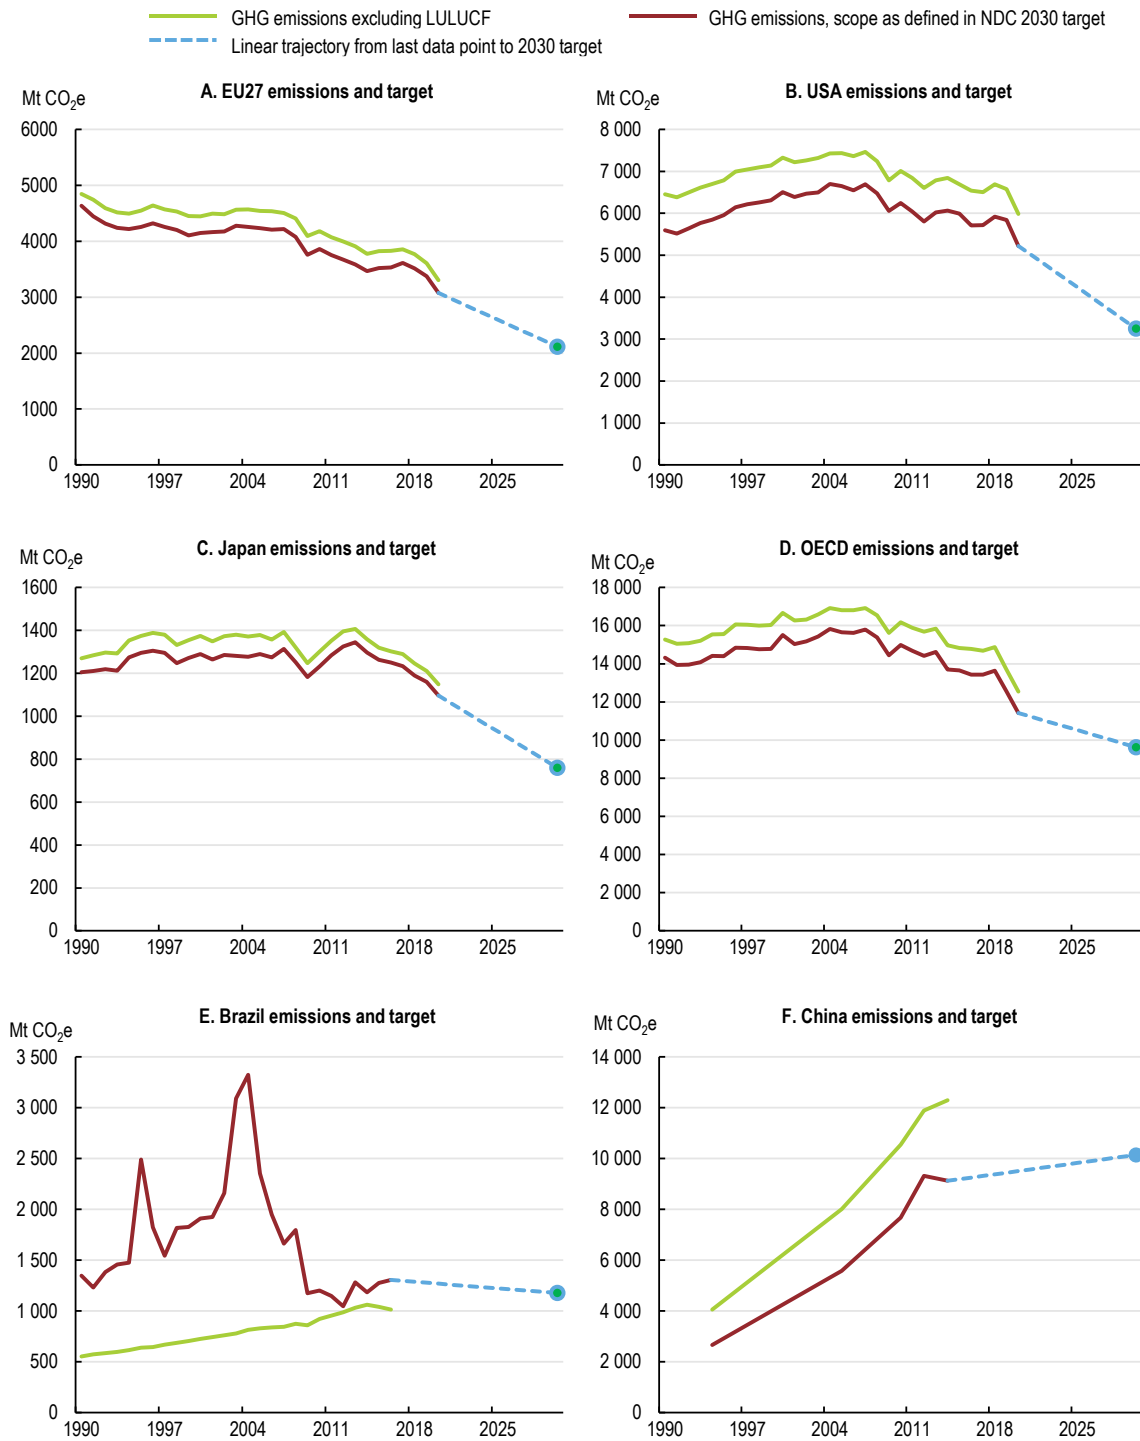 GHG emissions excluding LULUCF
GHG emissions, scope as defined in NDC 2030 target
Linear trajectory from last data point to 2030 target
A. EU27 emissions and target
Mt CO₂e
6000
5000
4000
3000
2000
1000
0
1990 1997 2004 2011 2018 2025
B. USA emissions and target
Mt CO₂e
8 000
7 000
6 000
5 000
4 000
3 000
2 000
1 000
0
1990 1997 2004 2011 2018 2025
C. Japan emissions and target
Mt CO₂e
1600
1400
1200
1000
800
600
400
200
0
1990 1997 2004 2011 2018 2025
D. OECD emissions and target
Mt CO₂e
18 000
16 000
14 000
12 000
10 000
8 000
6 000
4 000
2 000
0
1990 1997 2004 2011 2018 2025
E. Brazil emissions and target
Mt CO₂e
3 500
3 000
2 500
2 000
1 500
1 000
500
0
1990 1997 2004 2011 2018 2025
F. China emissions and target
Mt CO₂e
14 000
12 000
10 000
8 000
6 000
4 000
2 000
0
1990 1997 2004 2011 2018 2025